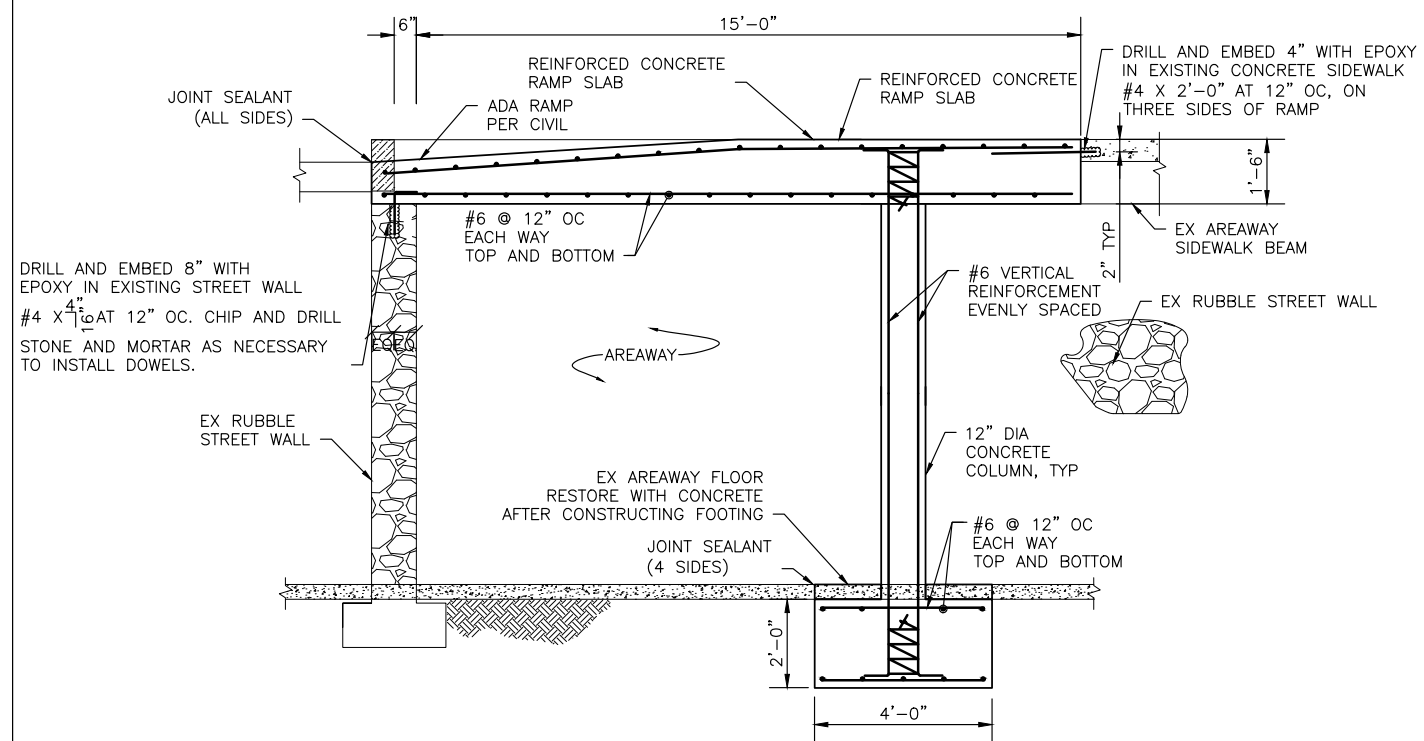 6"
15'-0"
DRILL AND EMBED 4" WITH EPOXY
IN EXISTING CONCRETE SIDEWALK
#4 X 2'-0" AT 12" OC, ON
THREE SIDES OF RAMP
REINFORCED CONCRETE
RAMP SLAB
REINFORCED CONCRETE
RAMP SLAB
JOINT SEALANT
(ALL SIDES)
ADA RAMP
PER CIVIL
1'-6"
2" TYP
EX AREAWAY
SIDEWALK BEAM
#6 @ 12" OC
EACH WAY
TOP AND BOTTOM
DRILL AND EMBED 8" WITH
EPOXY IN EXISTING STREET WALL
#4 X AT 12" OC. CHIP AND DRILL
STONE AND MORTAR AS NECESSARY
TO INSTALL DOWELS.
#6 VERTICAL
REINFORCEMENT
EVENLY SPACED
EX RUBBLE STREET WALL
AREAWAY
EX RUBBLE
STREET WALL
12" DIA
CONCRETE
COLUMN, TYP
EX AREAWAY FLOOR
RESTORE WITH CONCRETE
AFTER CONSTRUCTING FOOTING
JOINT SEALANT
(4 SIDES)
#6 @ 12" OC
EACH WAY
TOP AND BOTTOM
2'-0"
4'-0"